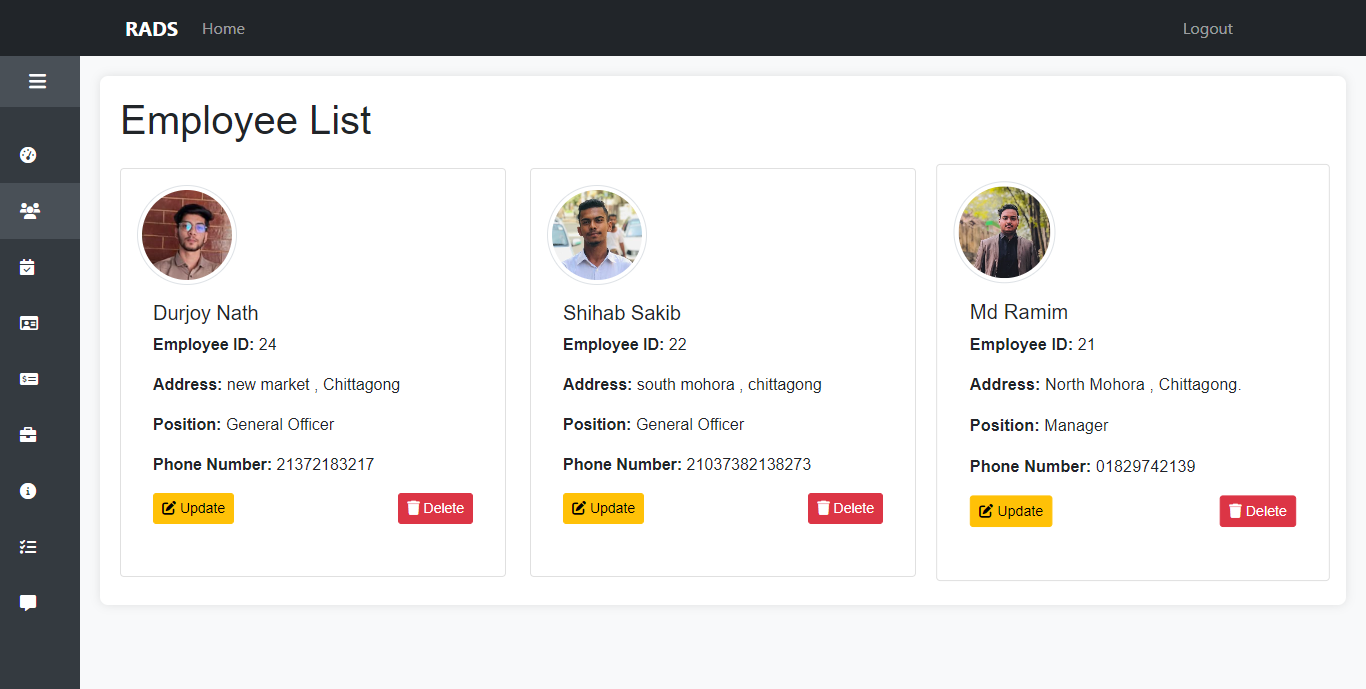 RADS Home Logout
Employee List
Durjoy Nath
Employee ID: 24
Address: new market , Chittagong
Position: General Officer
Phone Number: 21372183217
Update Delete
Shihab Sakib
Employee ID: 22
Address: south mohora , chittagong
Position: General Officer
Phone Number: 21037382138273
Update Delete
Md Ramim
Employee ID: 21
Address: North Mohora , Chittagong.
Position: Manager
Phone Number: 01829742139
Update Delete